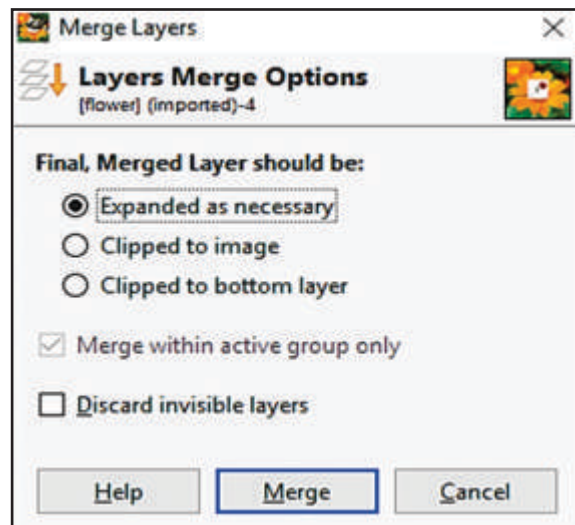 Merge Layers
Layers Merge Options
[flower] (imported)-4
Final, Merged Layer should be:
Expanded as necessary
Clipped to image
Clipped to bottom layer
Merge within active group only
Discard invisible layers
Help
Merge
Cancel